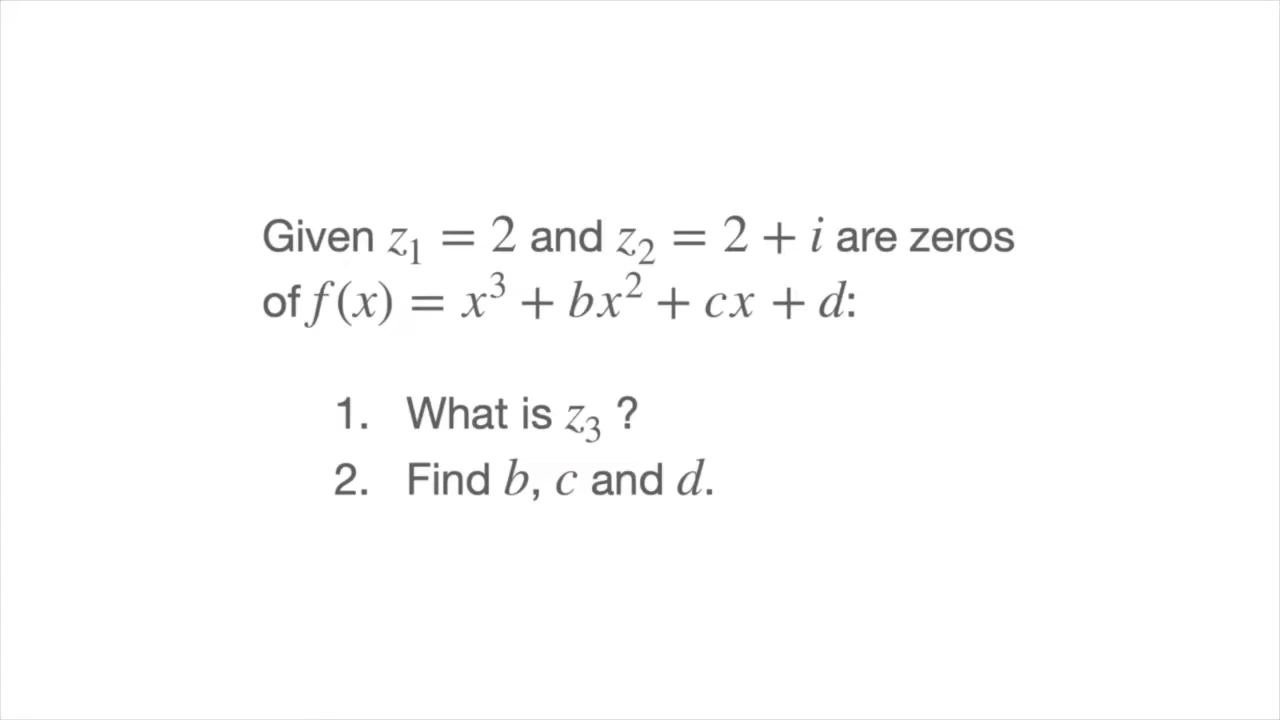 Given z₁ = 2 and z₂ = 2 + i are zeros
of f(x) = x³ + bx² + cx + d:
1. What is z₃ ?
2. Find b, c and d.